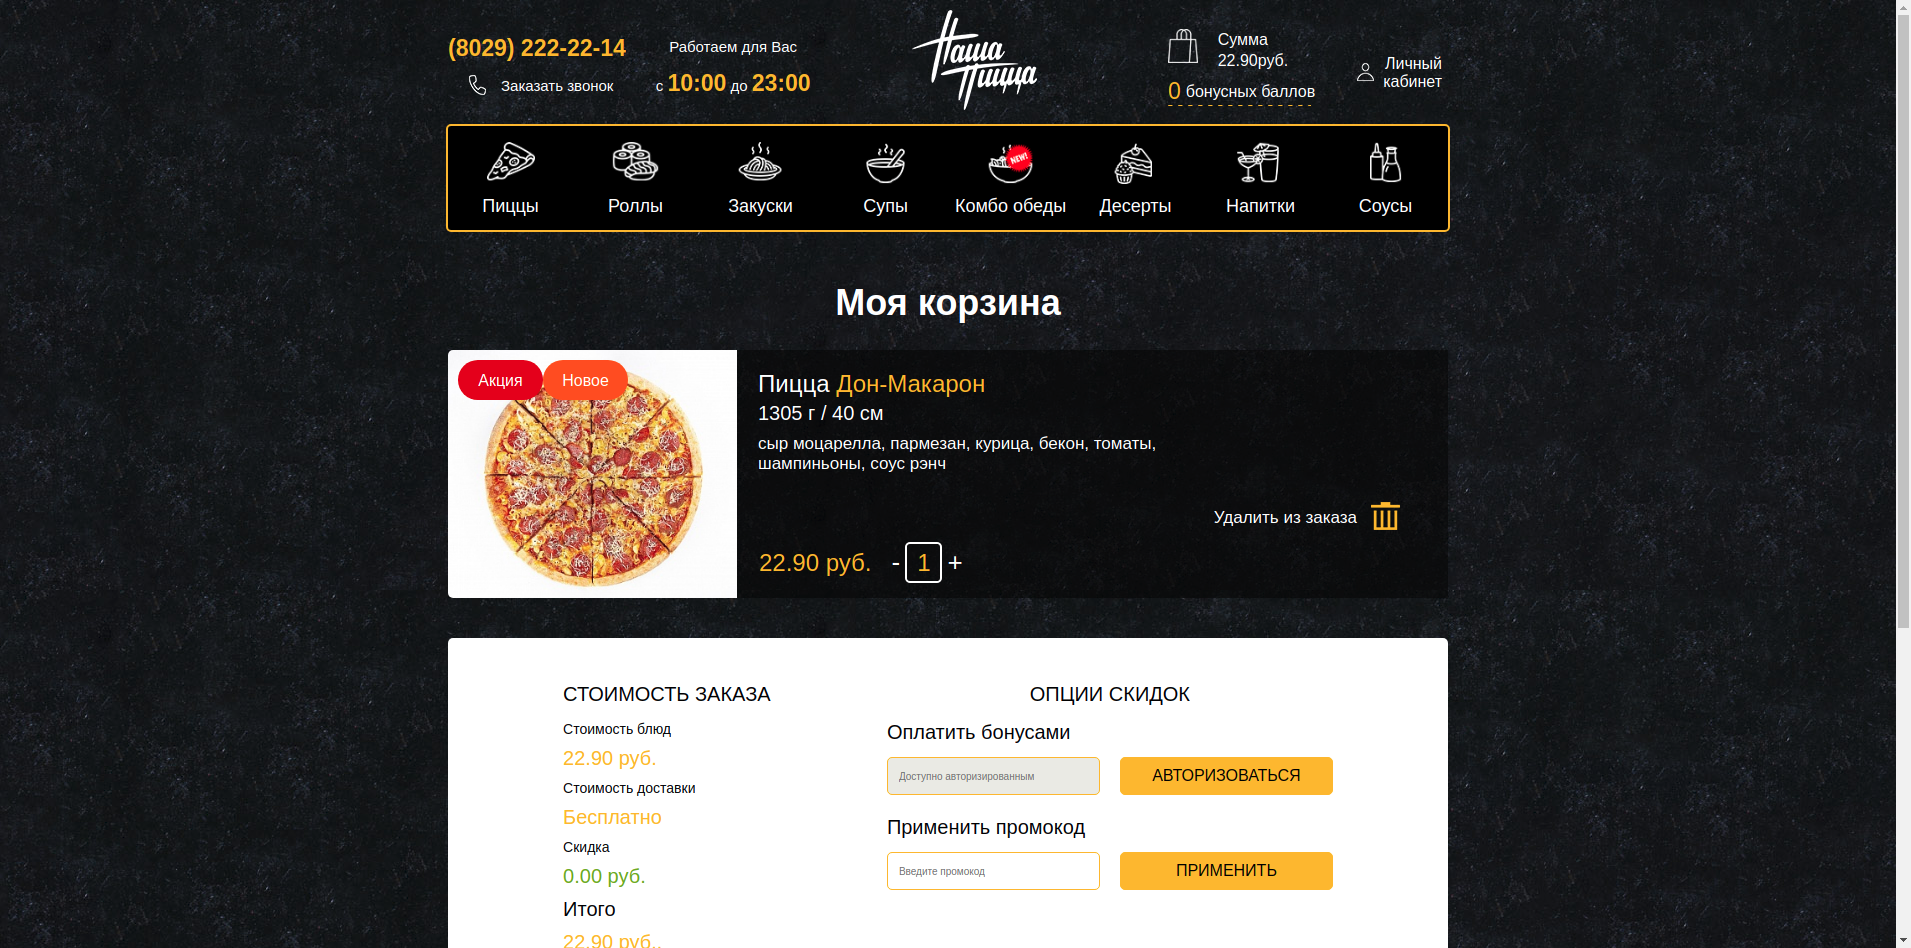 (8029) 222-22-14
Заказать звонок
Работаем для Вас
с 10:00 до 23:00
Наша
Пицца
Сумма
22.90руб.
0 бонусных баллов
Личный
кабинет
NEW!
Пиццы
Роллы
Закуски
Супы
Комбо обеды
Десерты
Напитки
Соусы
Моя корзина
Акция
Новое
Пицца Дон-Макарон
1305 г / 40 см
сыр моцарелла, пармезан, курица, бекон, томаты,
шампиньоны, соус рэнч
Удалить из заказа
22.90 руб. - 1 +
СТОИМОСТЬ ЗАКАЗА
Стоимость блюд
22.90 руб.
Стоимость доставки
Бесплатно
Скидка
0.00 руб.
Итого
22.90 руб..
ОПЦИИ СКИДОК
Оплатить бонусами
Доступно авторизированным
АВТОРИЗОВАТЬСЯ
Применить промокод
Введите промокод
ПРИМЕНИТЬ